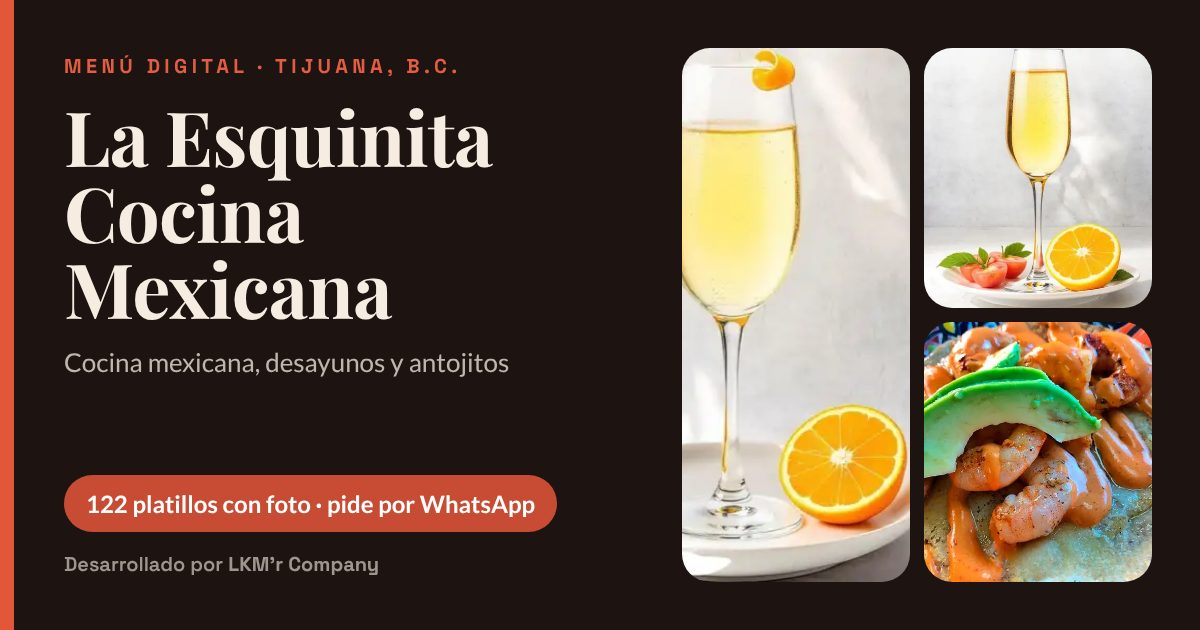 MENÚ DIGITAL · TIJUANA, B.C.
La Esquinita
Cocina
Mexicana
Cocina mexicana, desayunos y antojitos
122 platillos con foto · pide por WhatsApp
Desarrollado por LKM’r Company